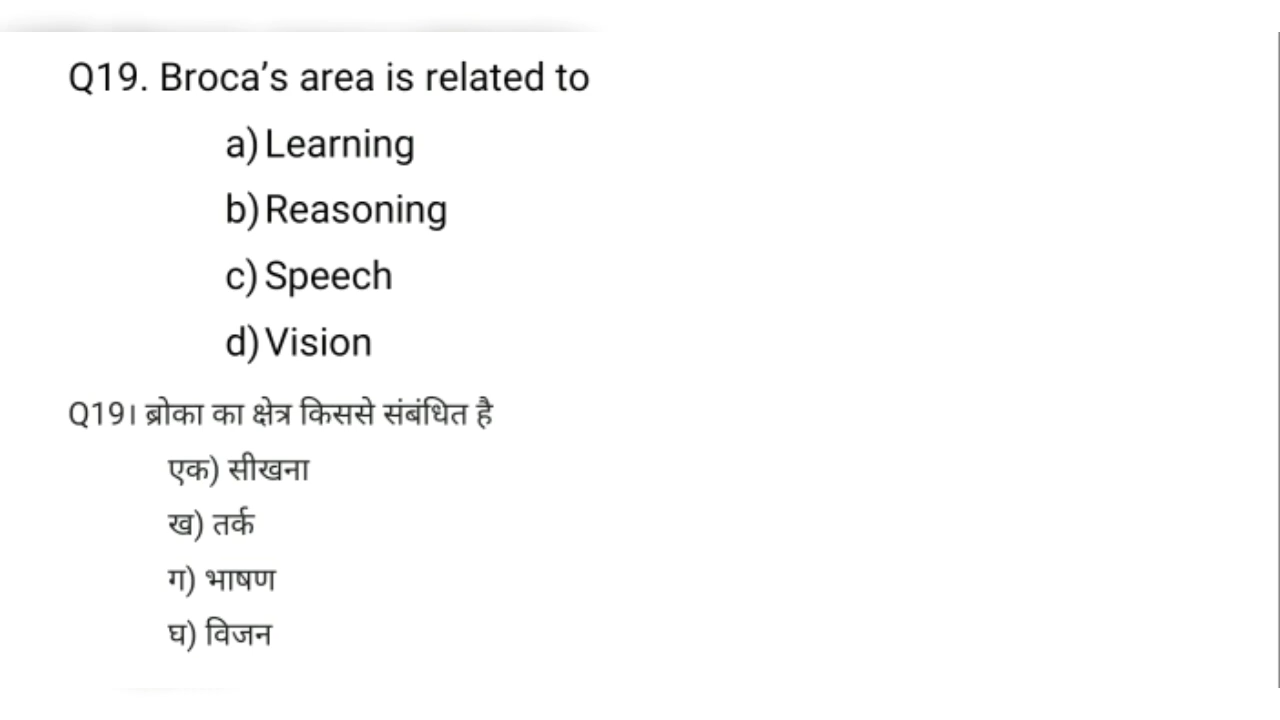 Q19. Broca’s area is related to
a) Learning
b) Reasoning
c) Speech
d) Vision
Q19। ब्रोका का क्षेत्र किससे संबंधित है
एक) सीखना
ख) तर्क
ग) भाषण
घ) विजन